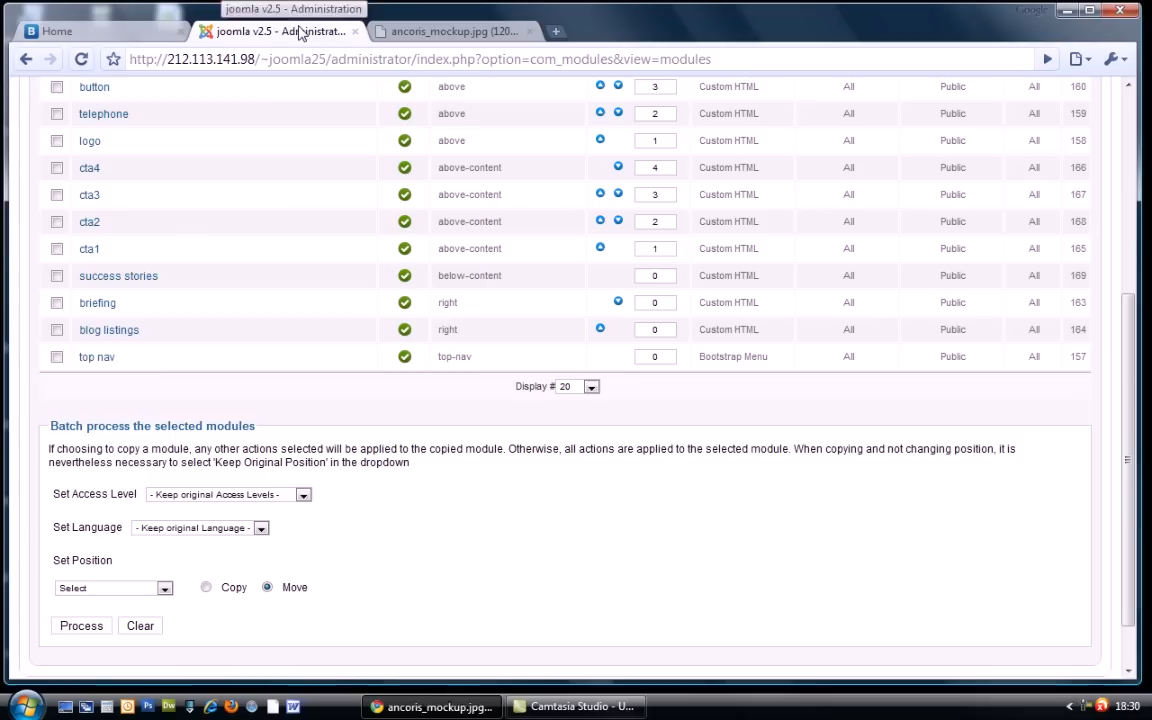 joomla v2.5 - Administration
Google
Home
joomla v2.5 - Administrat...
ancoris_mockup.jpg (120...
http://212.113.141.98/~joomla25/administrator/index.php?option=com_modules&view=modules
button above 3 Custom HTML All Public All 160
telephone above 2 Custom HTML All Public All 159
logo above 1 Custom HTML All Public All 158
cta4 above-content 4 Custom HTML All Public All 166
cta3 above-content 3 Custom HTML All Public All 167
cta2 above-content 2 Custom HTML All Public All 168
cta1 above-content 1 Custom HTML All Public All 165
success stories below-content 0 Custom HTML All Public All 169
briefing right 0 Custom HTML All Public All 163
blog listings right 0 Custom HTML All Public All 164
top nav top-nav 0 Bootstrap Menu All Public All 157
Display # 20
Batch process the selected modules
If choosing to copy a module, any other actions selected will be applied to the copied module. Otherwise, all actions are applied to the selected module. When copying and not changing position, it is
nevertheless necessary to select 'Keep Original Position' in the dropdown
Set Access Level - Keep original Access Levels -
Set Language - Keep original Language -
Set Position
Select Copy Move
Process Clear
ancoris_mockup.jpg...
Camtasia Studio - U...
18:30